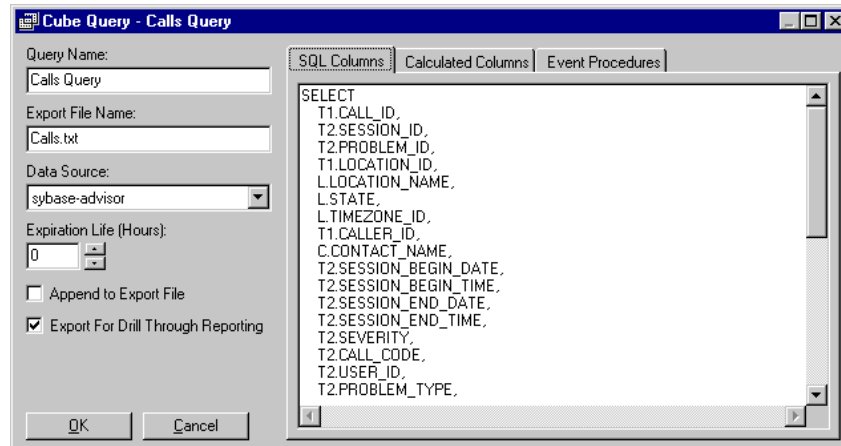 Cube Query - Calls Query
Query Name:
Calls Query
Export File Name:
Calls.txt
Data Source:
sybase-advisor
Expiration Life (Hours):
0
Append to Export File
Export For Drill Through Reporting
OK
Cancel
SQL Columns
Calculated Columns
Event Procedures
SELECT
T1.CALL_ID,
T2.SESSION_ID,
T2.PROBLEM_ID,
T1.LOCATION_ID,
L.LOCATION_NAME,
L.STATE,
L.TIMEZONE_ID,
T1.CALLER_ID,
C.CONTACT_NAME,
T2.SESSION_BEGIN_DATE,
T2.SESSION_BEGIN_TIME,
T2.SESSION_END_DATE,
T2.SESSION_END_TIME,
T2.SEVERITY,
T2.CALL_CODE,
T2.USER_ID,
T2.PROBLEM_TYPE,